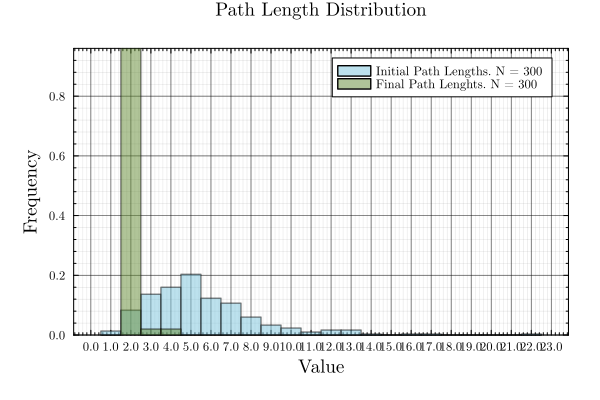 Path Length Distribution
Initial Path Lengths. N = 300
Final Path Lenghts. N = 300
0.8
0.6
0.4
0.2
0.0
Frequency
0.0 1.0 2.0 3.0 4.0 5.0 6.0 7.0 8.0 9.0 10.0 11.0 12.0 13.0 14.0 15.0 16.0 17.0 18.0 19.0 20.0 21.0 22.0 23.0
Value